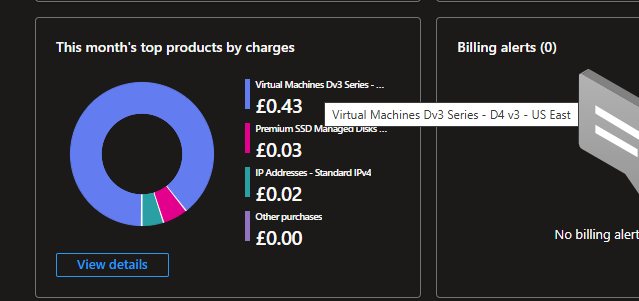 This month's top products by charges
Virtual Machines Dv3 Series - ...
£0.43
Premium SSD Managed Disks ...
£0.03
IP Addresses - Standard IPv4
£0.02
Other purchases
£0.00
View details
Virtual Machines Dv3 Series - D4 v3 - US East
Billing alerts (0)
No billing alert